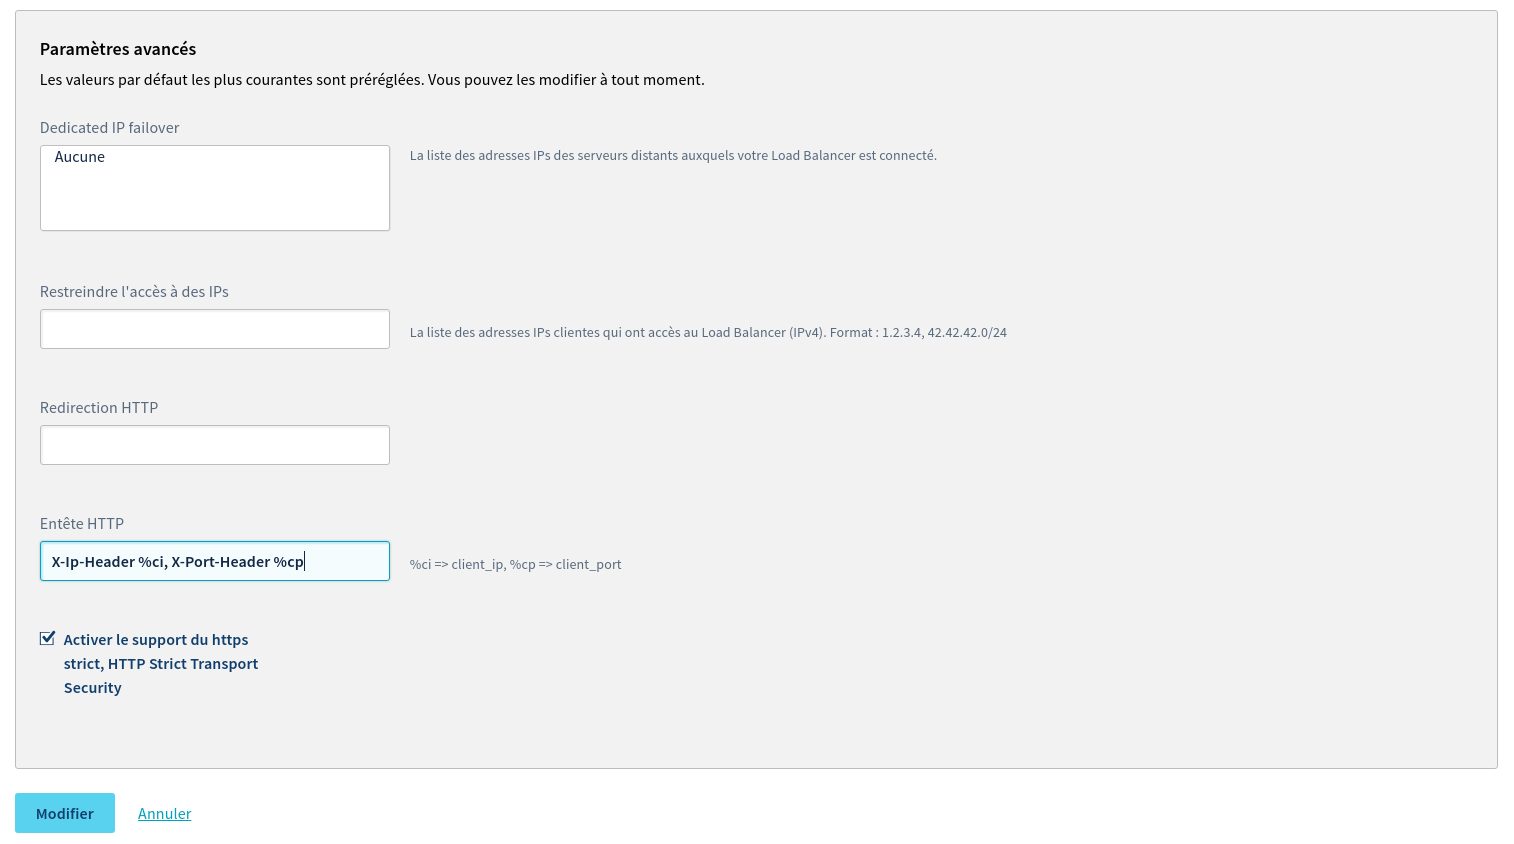 Paramètres avancés
Les valeurs par défaut les plus courantes sont préréglées. Vous pouvez les modifier à tout moment.
Dedicated IP failover
Aucune
La liste des adresses IPs des serveurs distants auxquels votre Load Balancer est connecté.
Restreindre l'accès à des IPs
La liste des adresses IPs clientes qui ont accès au Load Balancer (IPv4). Format : 1.2.3.4, 42.42.42.0/24
Redirection HTTP
Entête HTTP
X-Ip-Header %ci, X-Port-Header %cp
%ci => client_ip, %cp => client_port
Activer le support du https
strict, HTTP Strict Transport
Security
Modifier
Annuler